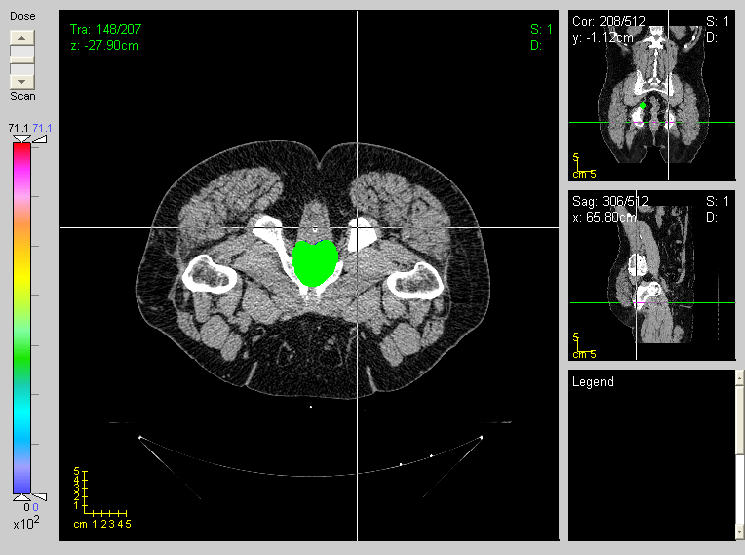 Dose
Scan
71.1 71.1
0 0
x10²
Tra: 148/207
z: -27.90cm
S: 1
D:
5
4
3
2
1
cm 1 2 3 4 5
Cor: 208/512
y: -1.12cm
S: 1
D:
5
cm 5
Sag: 306/512
x: 65.80cm
S: 1
D:
5
cm 5
Legend